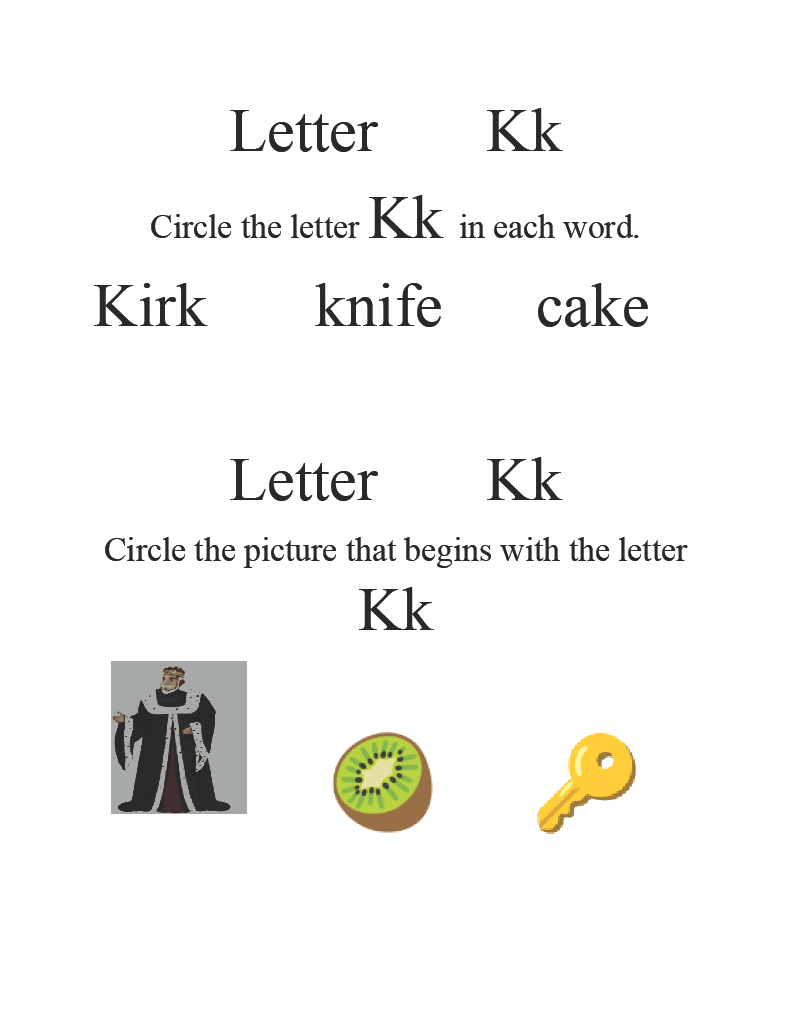 Letter Kk
Circle the letter Kk in each word.
Kirk knife cake
Letter Kk
Circle the picture that begins with the letter
Kk